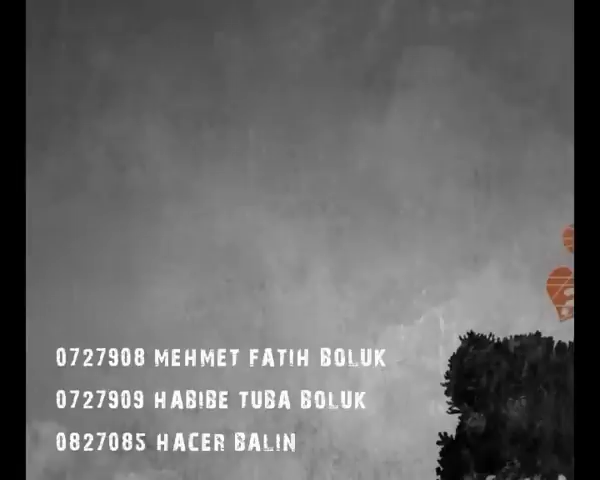 0727908 MEHMET FATIH BOLUK
0727909 HABIBE TUBA BOLUK
0827085 HACER BALIN